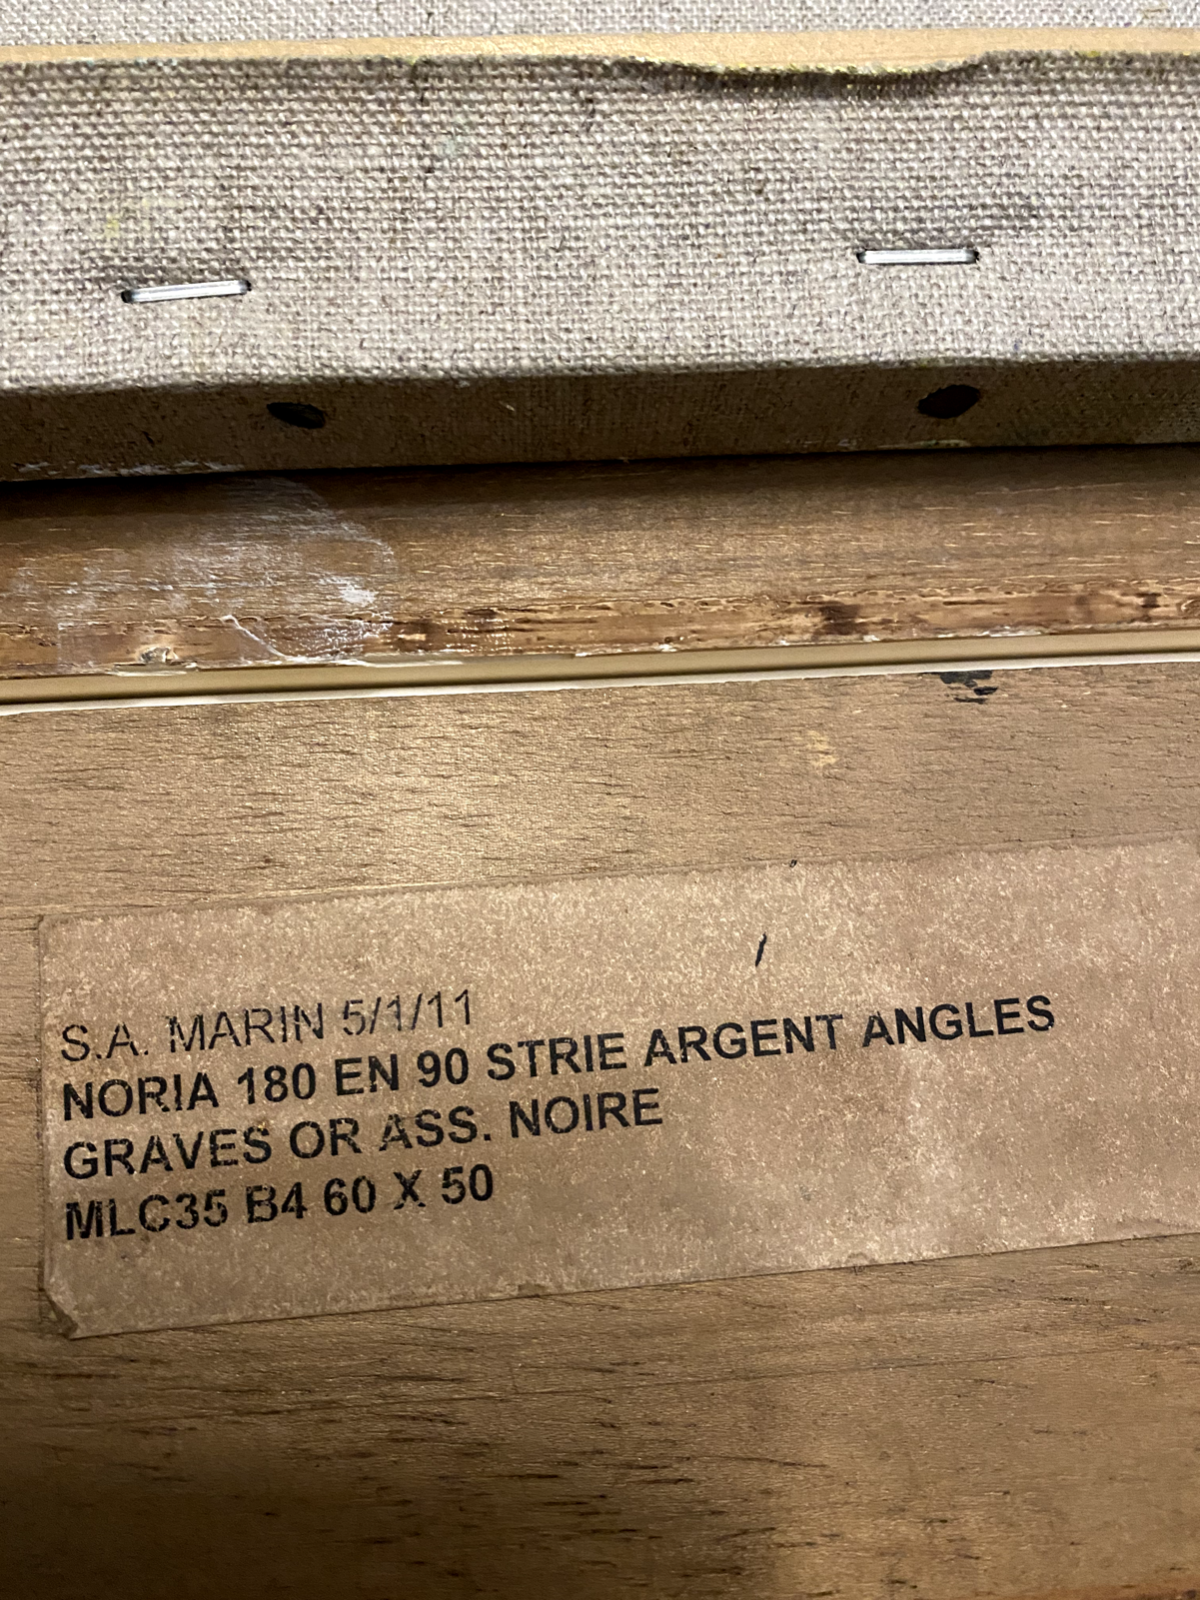 S.A. MARIN 5/1/11
NORIA 180 EN 90 STRIE ARGENT ANGLES
GRAVES OR ASS. NOIRE
MLC35 B4 60 X 50